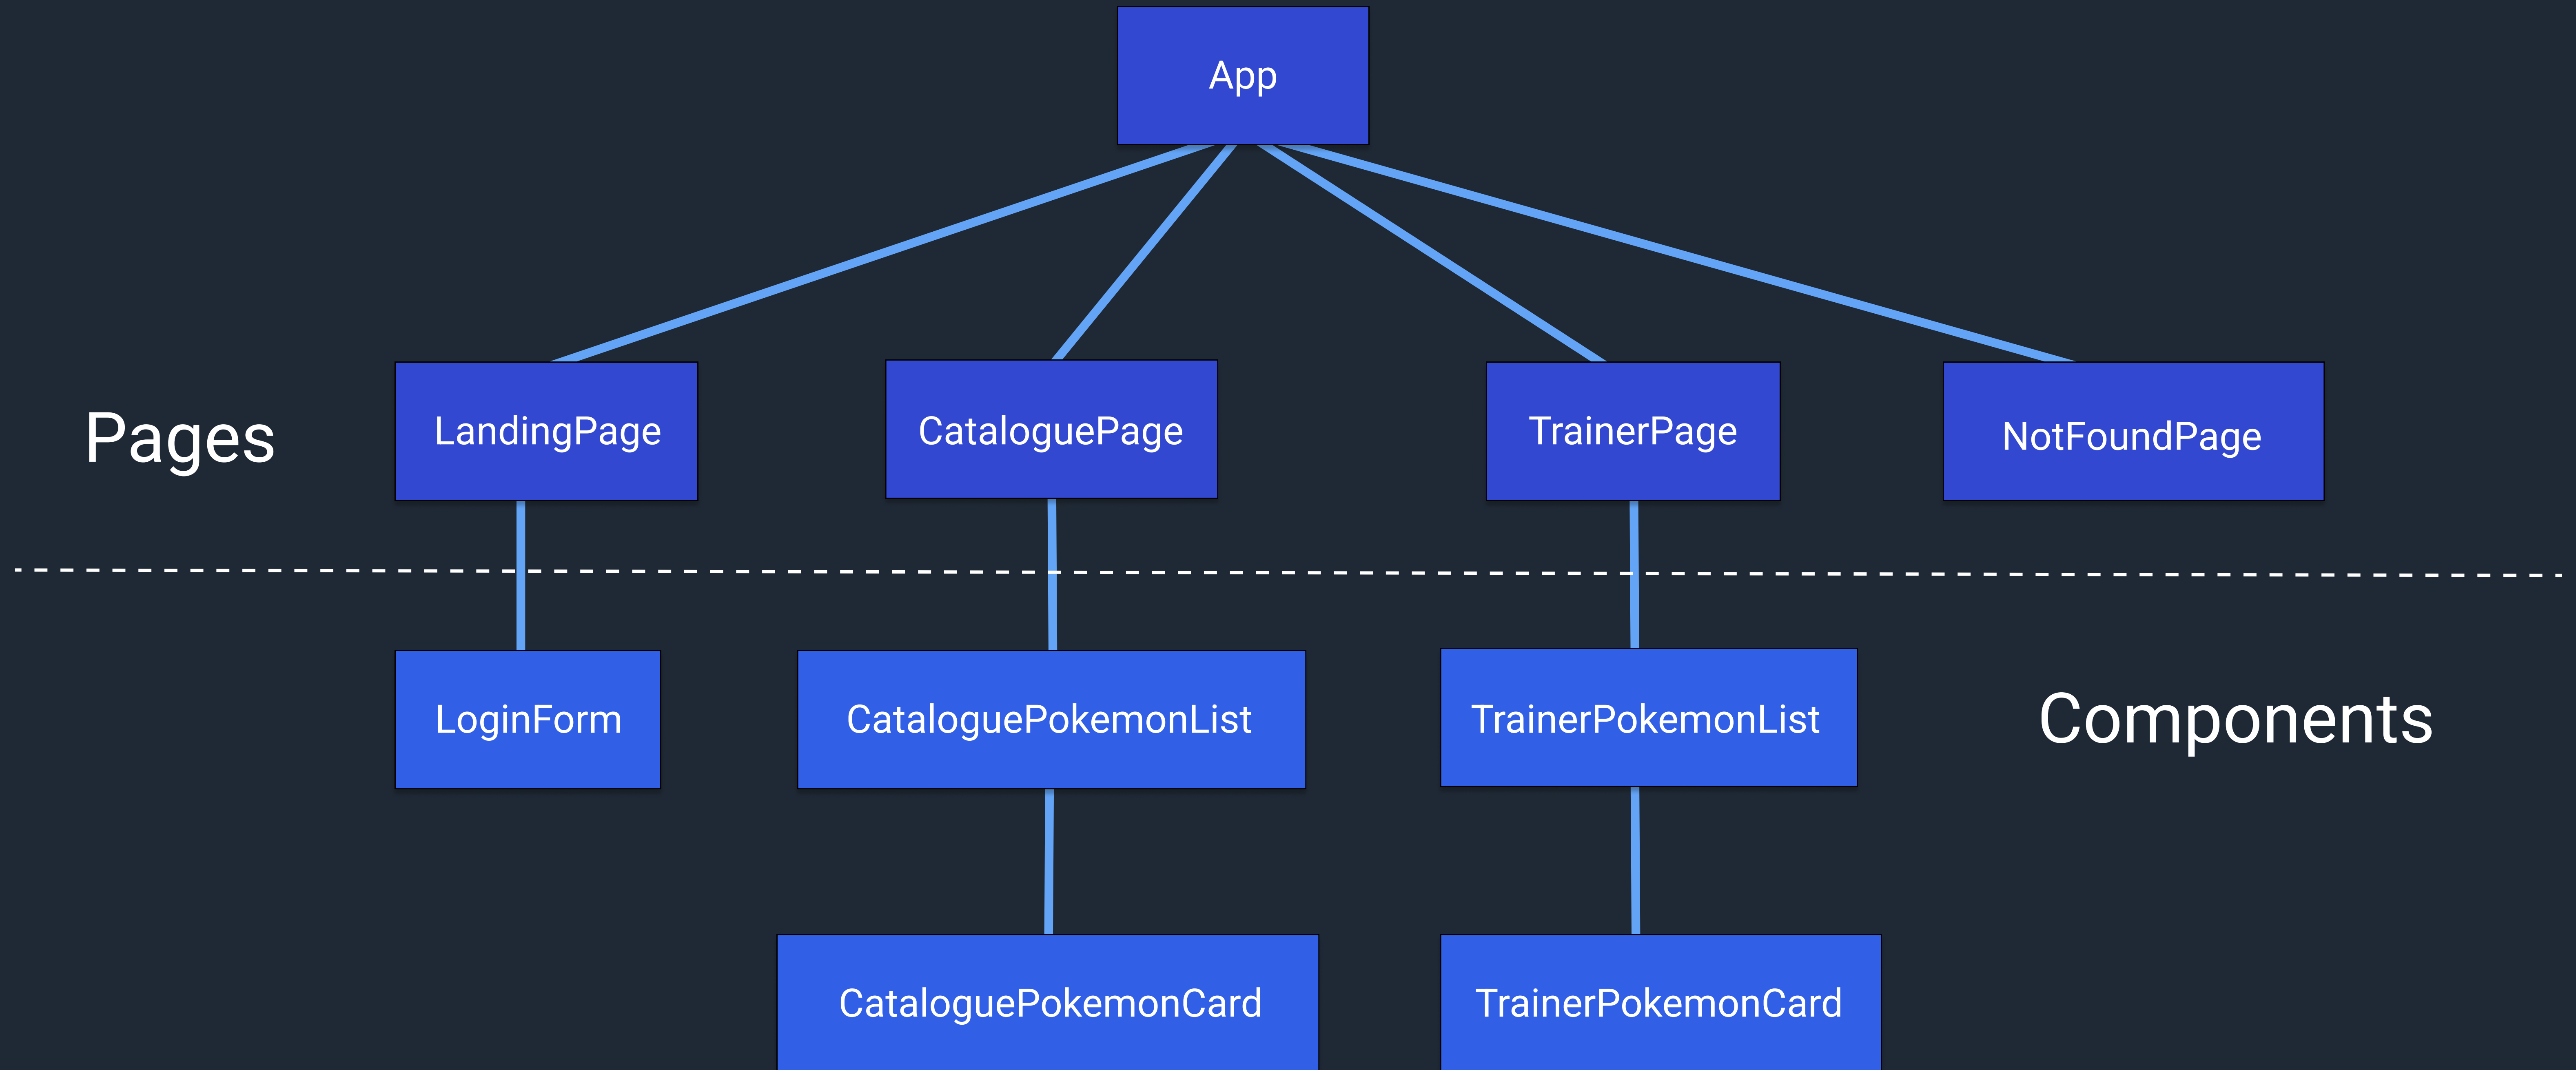 App
Pages
LandingPage
CataloguePage
TrainerPage
NotFoundPage
LoginForm
CataloguePokemonList
TrainerPokemonList
Components
CataloguePokemonCard
TrainerPokemonCard